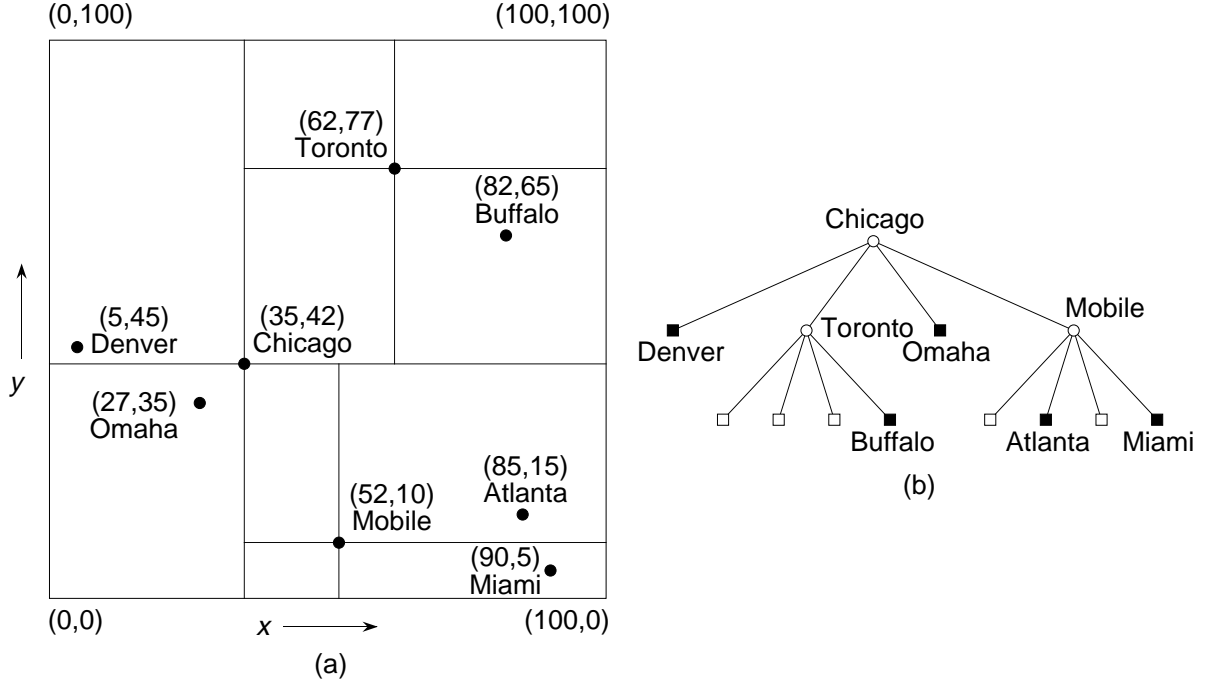 (0,100)
(100,100)
(62,77)
Toronto
(82,65)
Buffalo
(5,45)
Denver
(35,42)
Chicago
y
(27,35)
Omaha
(85,15)
Atlanta
(52,10)
Mobile
(90,5)
Miami
(0,0)
x
(100,0)
(a)
Chicago
Mobile
Toronto
Denver
Omaha
Buffalo
Atlanta
Miami
(b)